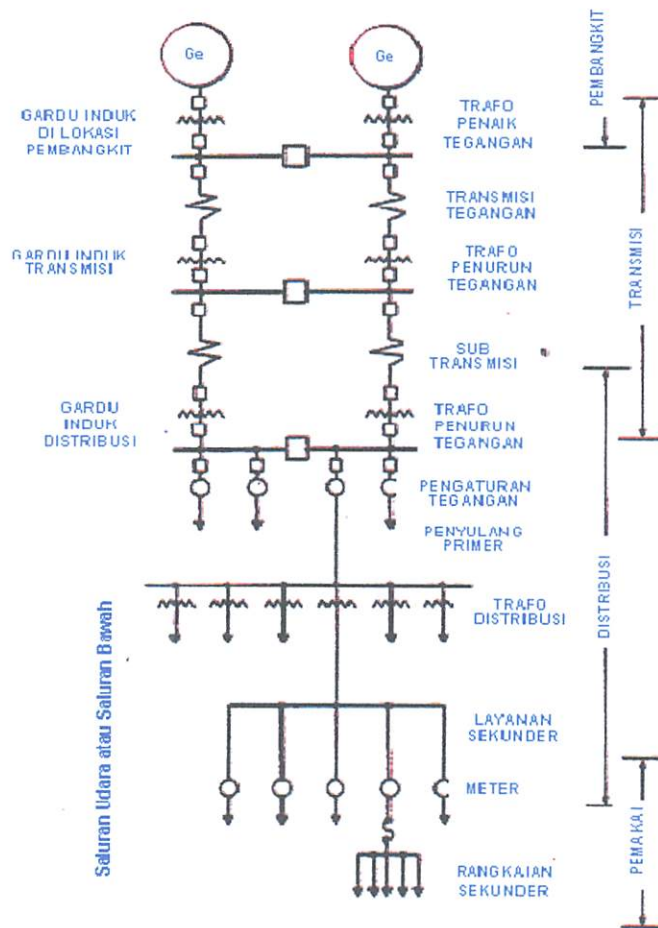 Ge
Ge
PEMBANGKIT
GARDU INDUK
DI LOKASI
PEMBANGKIT
TRAFO
PENAIK
TEGANGAN
TRANSMISI
TEGANGAN
GARDU INDUK
TRANSMISI
TRAFO
PENURUN
TEGANGAN
TRANSMISI
SUB
TRANSMISI
GARDU
INDUK
DISTRIBUSI
TRAFO
PENURUN
TEGANGAN
PENGATURAN
TEGANGAN
PENYULANG
PRIMER
TRAFO
DISTRIBUSI
DISTRIBUSI
Saluran Udara atau Saluran Bawah
LAYANAN
SEKUNDER
METER
PEMAKAI
RANGKAIAN
SEKUNDER